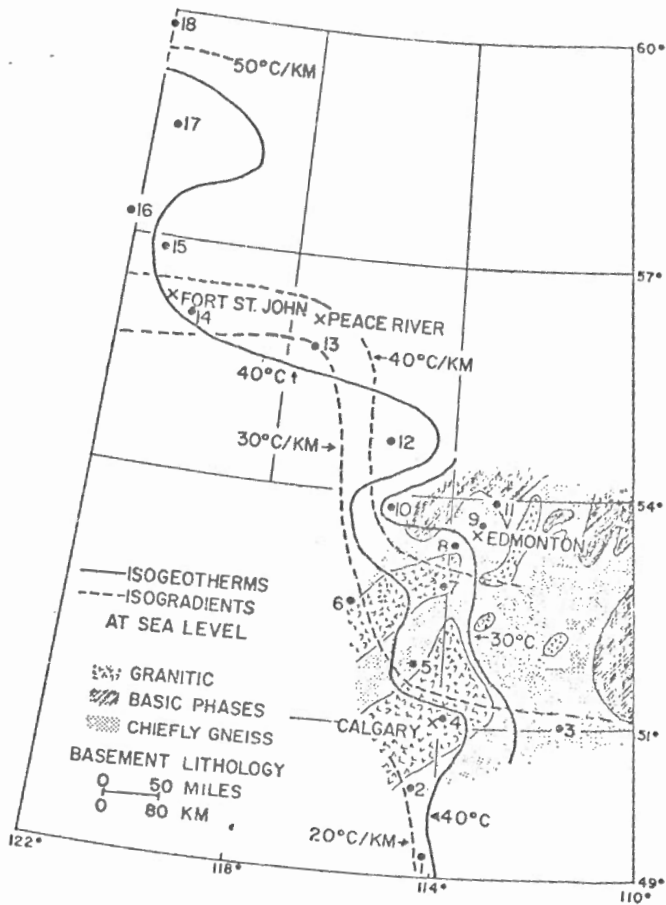 18
60°
50°C/KM
17
16
15
57°
FORT ST. JOHN
PEACE RIVER
14
13
40°C/KM
40°C
30°C/KM
12
54°
10
11
9
EDMONTON
8
ISOGEOTHERMS
ISOGRADIENTS
AT SEA LEVEL
6
30°C
5
GRANITIC
BASIC PHASES
CHIEFLY GNEISS
CALGARY
4
3
51°
BASEMENT LITHOLOGY
0 50 MILES
0 80 KM
2
20°C/KM
40°C
1
122°
118°
114°
49°
110°